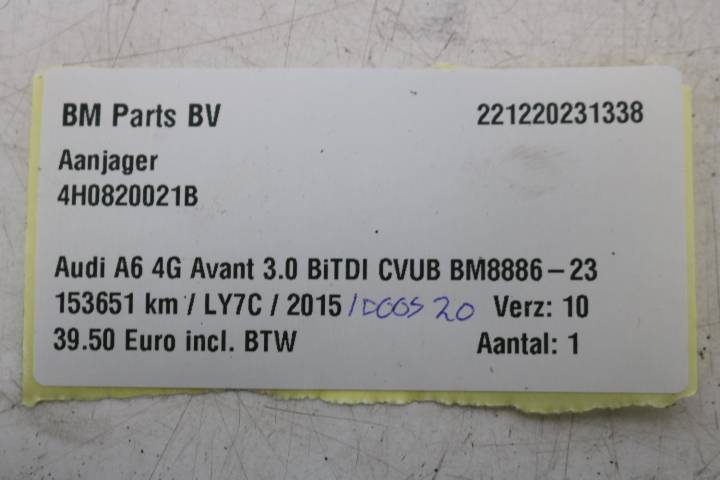 BM Parts BV 221220231338
Aanjager
4H0820021B
Audi A6 4G Avant 3.0 BiTDI CVUB BM8886-23
153651 km / LY7C / 2015 20 Verz: 10
39.50 Euro incl. BTW Aantal: 1